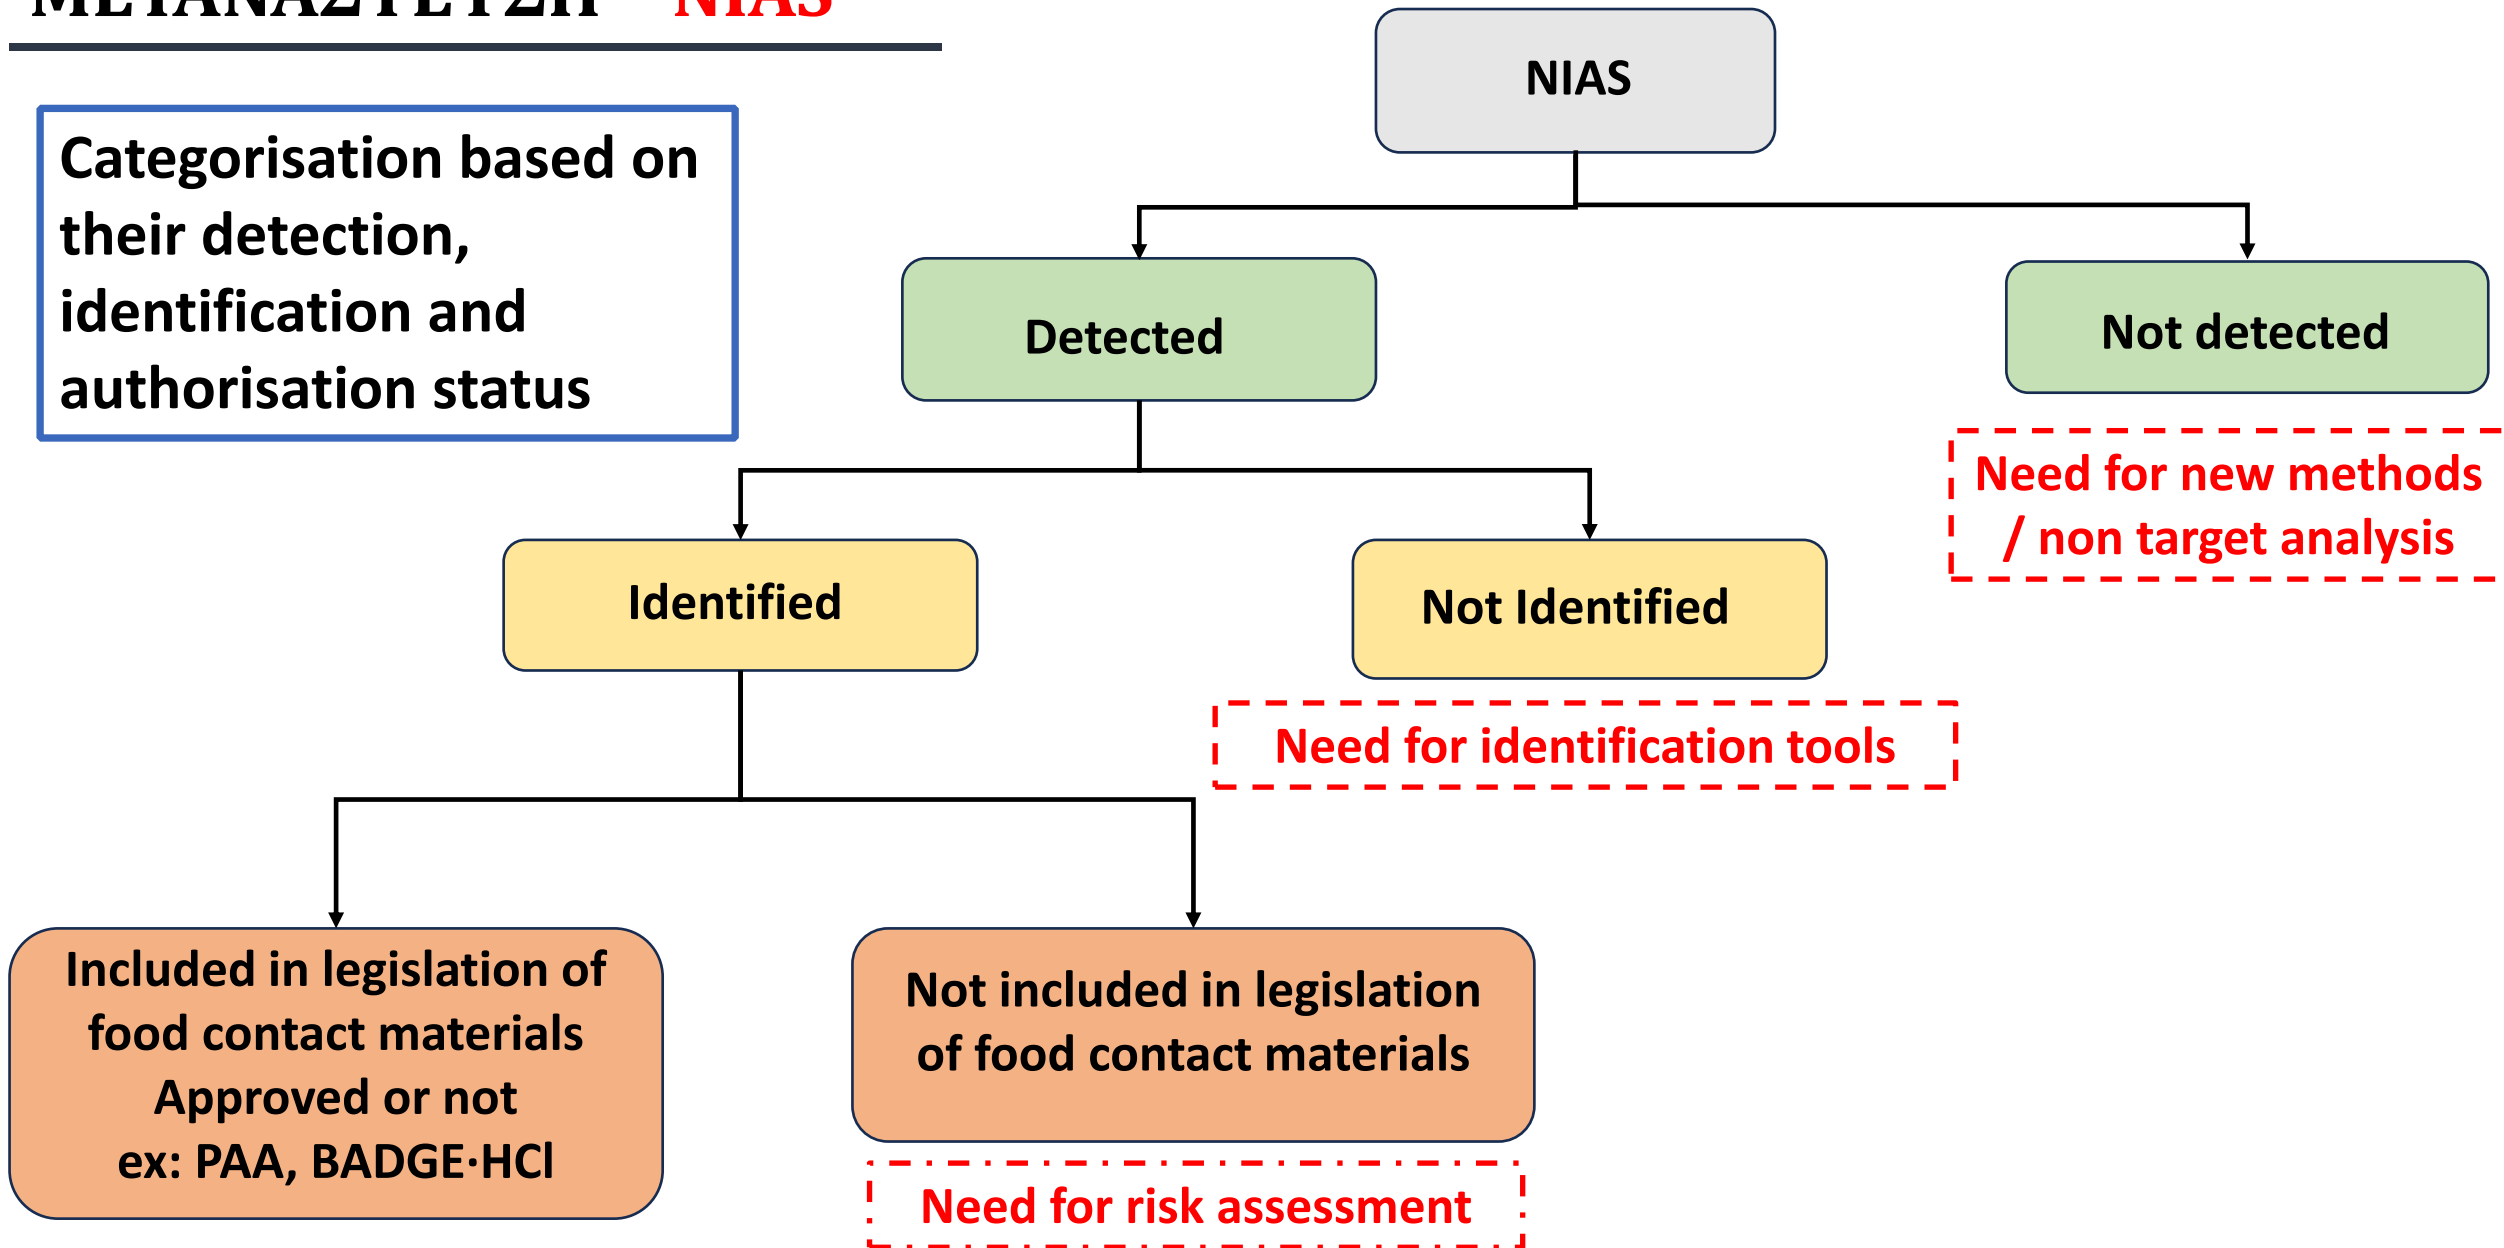 NIAS
Categorisation based on
their detection,
identification and
authorisation status
NIAS
Detected
Not detected
Need for new methods
/ non target analysis
Identified
Not Identified
Need for identification tools
Included in legislation of
food contact materials
Approved or not
ex: PAA, BADGE·HCl
Not included in legislation
of food contact materials
Need for risk assessment